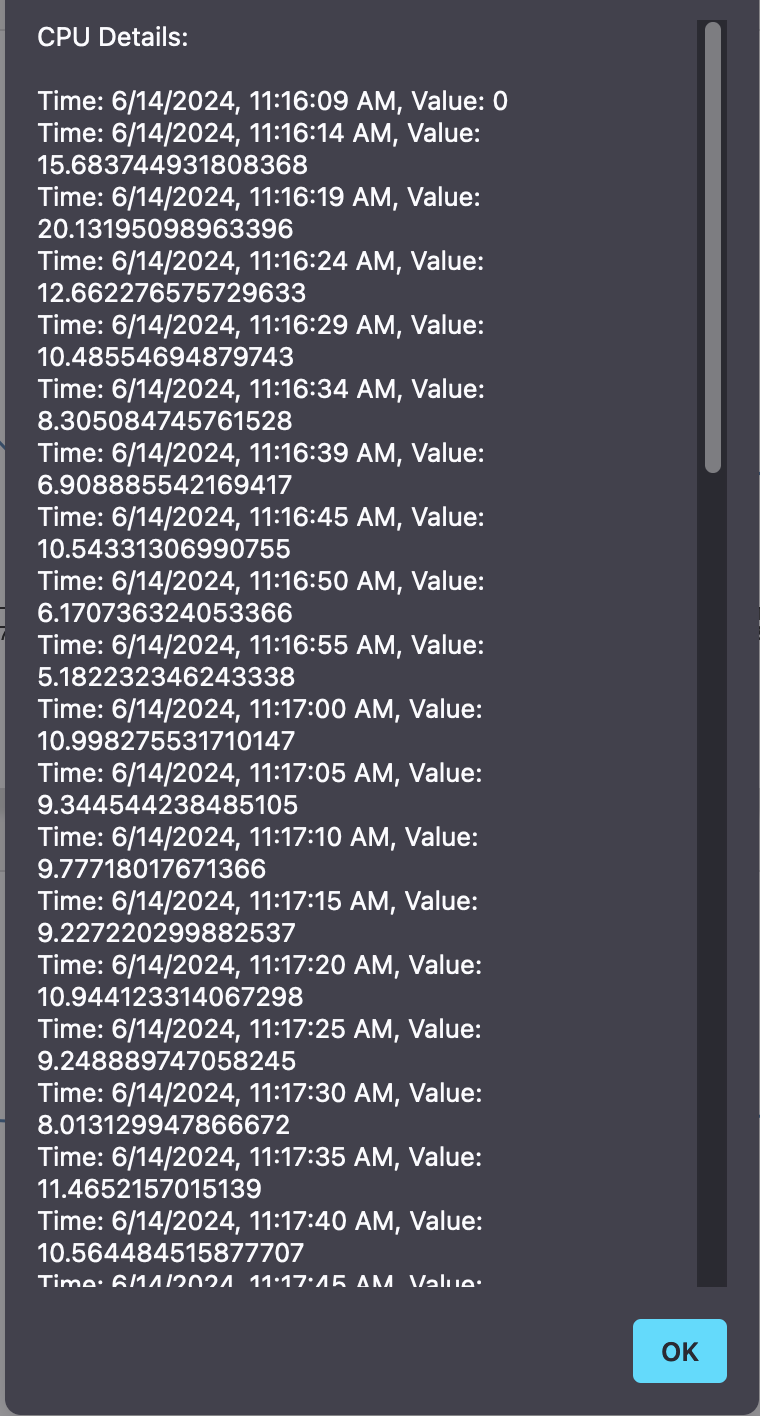 CPU Details:
Time: 6/14/2024, 11:16:09 AM, Value: 0
Time: 6/14/2024, 11:16:14 AM, Value:
15.683744931808368
Time: 6/14/2024, 11:16:19 AM, Value:
20.13195098963396
Time: 6/14/2024, 11:16:24 AM, Value:
12.662276575729633
Time: 6/14/2024, 11:16:29 AM, Value:
10.48554694879743
Time: 6/14/2024, 11:16:34 AM, Value:
8.305084745761528
Time: 6/14/2024, 11:16:39 AM, Value:
6.908885542169417
Time: 6/14/2024, 11:16:45 AM, Value:
10.54331306990755
Time: 6/14/2024, 11:16:50 AM, Value:
6.170736324053366
Time: 6/14/2024, 11:16:55 AM, Value:
5.182232346243338
Time: 6/14/2024, 11:17:00 AM, Value:
10.998275531710147
Time: 6/14/2024, 11:17:05 AM, Value:
9.344544238485105
Time: 6/14/2024, 11:17:10 AM, Value:
9.77718017671366
Time: 6/14/2024, 11:17:15 AM, Value:
9.227220299882537
Time: 6/14/2024, 11:17:20 AM, Value:
10.944123314067298
Time: 6/14/2024, 11:17:25 AM, Value:
9.248889747058245
Time: 6/14/2024, 11:17:30 AM, Value:
8.013129947866672
Time: 6/14/2024, 11:17:35 AM, Value:
11.4652157015139
Time: 6/14/2024, 11:17:40 AM, Value:
10.564484515877707
Time: 6/14/2024, 11:17:45 AM, Value:
OK